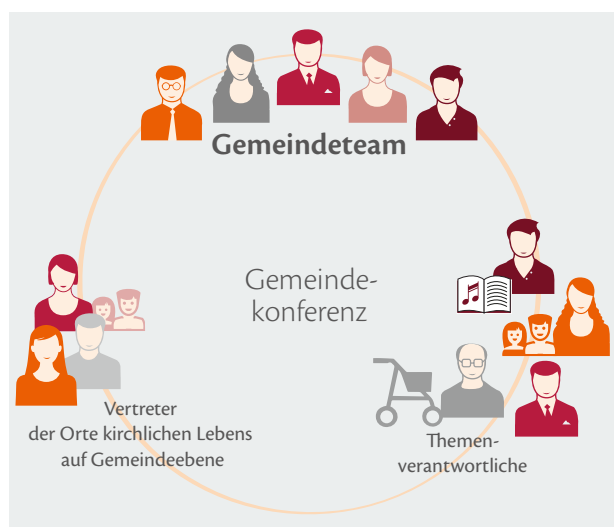 Gemeindeteam
Gemeinde-
konferenz
Vertreter
der Orte kirchlichen Lebens
auf Gemeindeebene
Themen-
verantwortliche